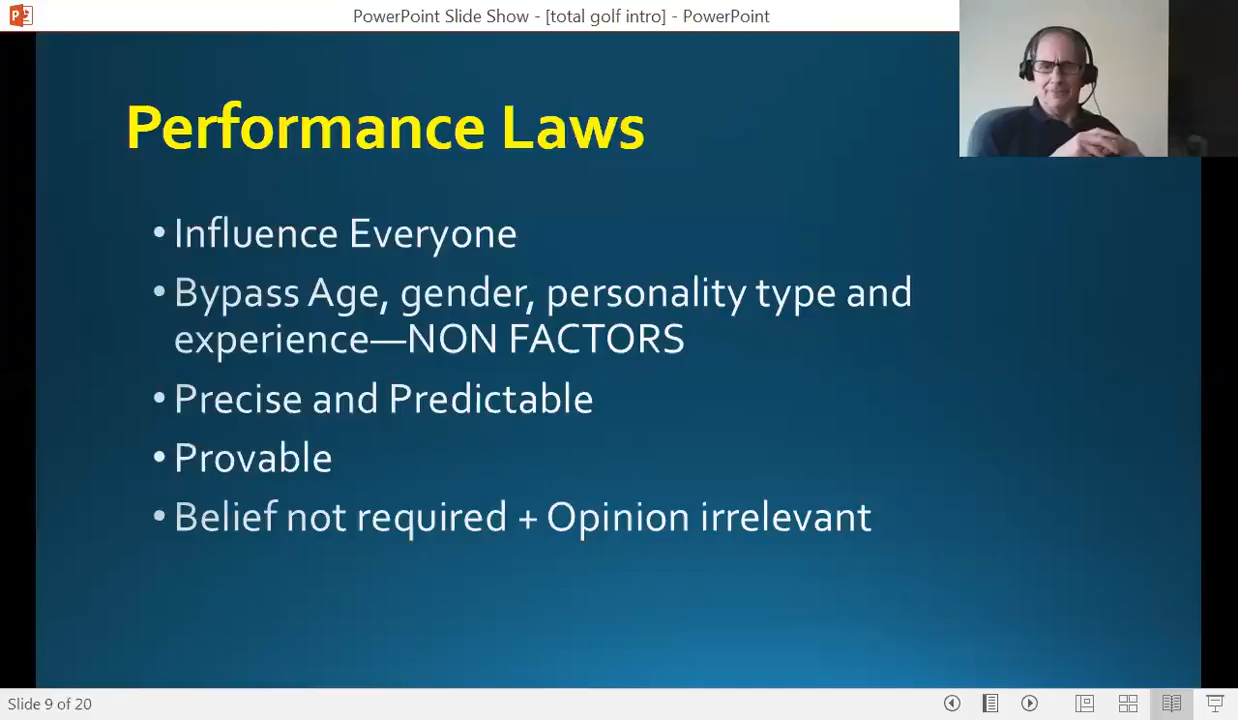 PowerPoint Slide Show - [total golf intro] - PowerPoint
Performance Laws
• Influence Everyone
• Bypass Age, gender, personality type and
experience—NON FACTORS
• Precise and Predictable
• Provable
• Belief not required + Opinion irrelevant
Slide 9 of 20